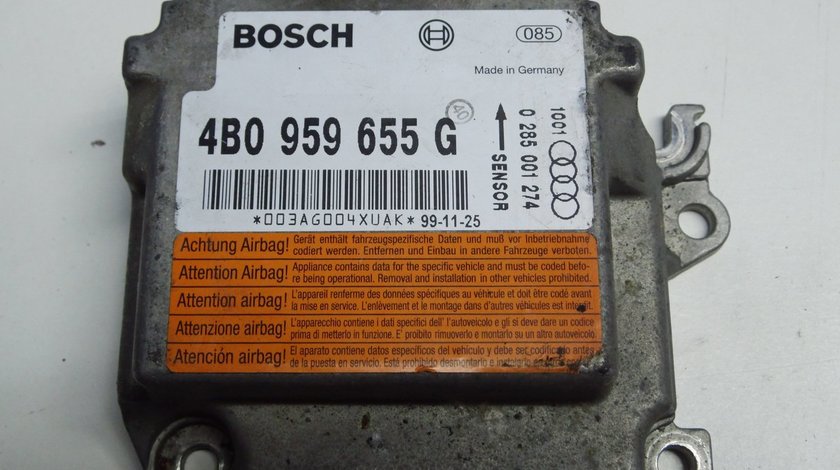 BOSCH
085
Made in Germany
4B0 959 655 G
40
SENSOR
0 285 001 274
1001
*003AG004XUAK* 99-11-25
Achtung Airbag! Gerät enthält fahrzeugspezifische Daten und muß vor Inbetriebnahme
codiert werden. Entfernen und Einbau in andere Fahrzeuge verboten.
Attention Airbag! Appliance contains data for the specific vehicle and must be coded befo-
re being operational. Removal and installation in other vehicles prohibited.
Attention airbag! L'appareil renferme des données spécifiques au véhicule et doit être codé avant
la mise en service. L'enlèvement et le montage dans d'autres véhicules est interdit.
Attenzione airbag! L'apparecchio contiene i dati specifici dell' l'autoveicolo e gli si deve dare un codice
prima di metterlo in funzione. E' proibito rimuoverlo e montarlo su un altro autoveicolo.
Atención airbag! El aparato contiene datos especificos del vehículo y debe ser codificado antes
de la puesta en servicio. Está prohibido desmontarlo e instalarlo en